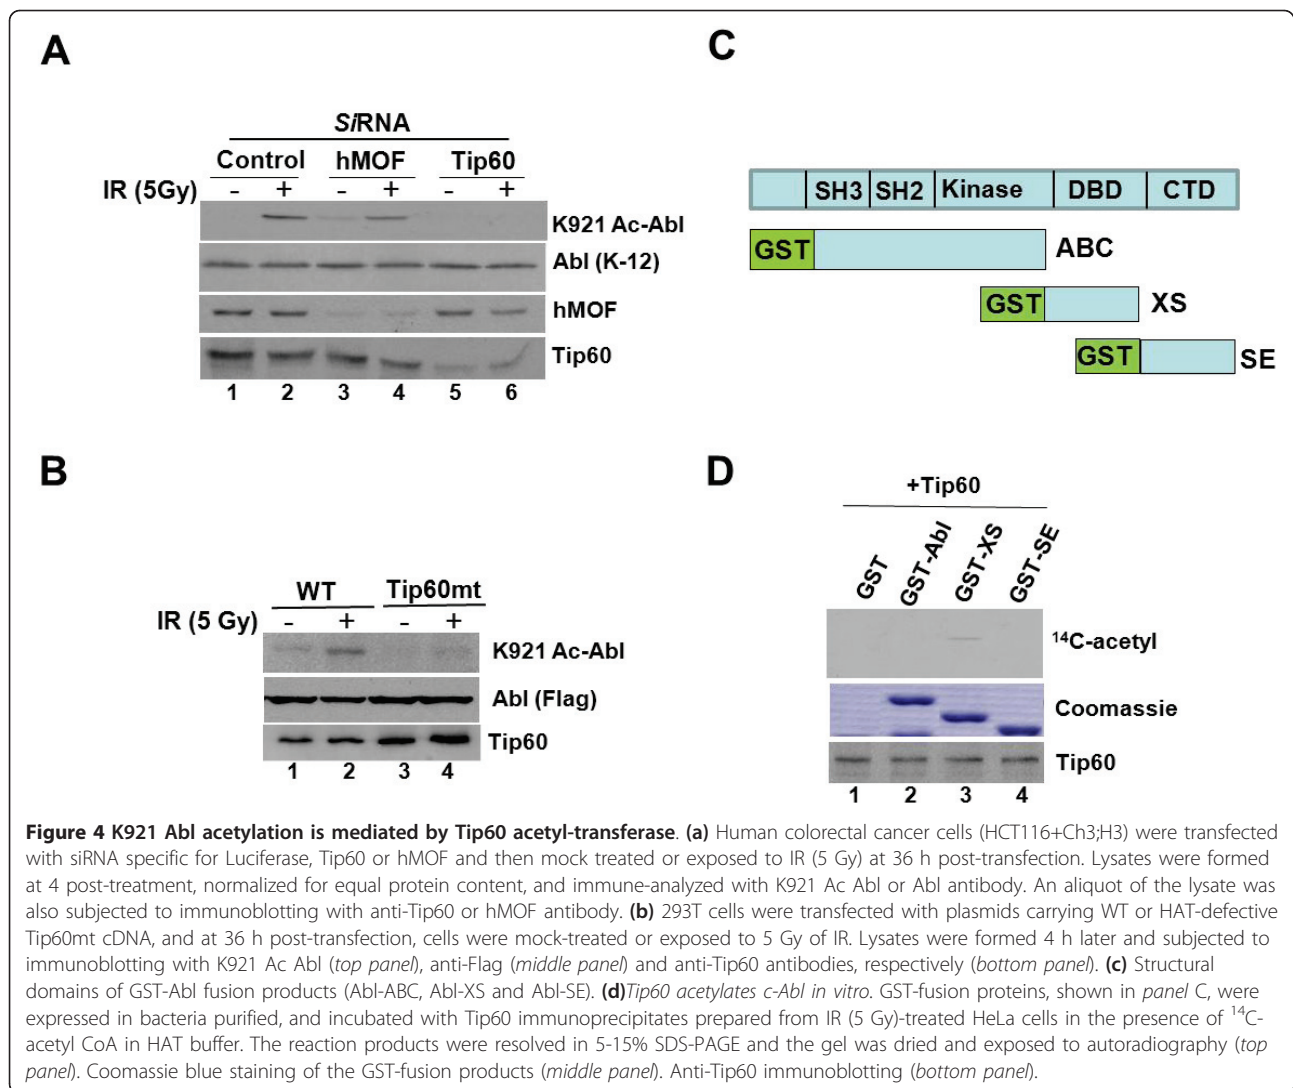 A
SiRNA
Control hMOF Tip60
IR (5Gy) - + - + - +
K921 Ac-Abl
Abl (K-12)
hMOF
Tip60
1 2 3 4 5 6
B
WT Tip60mt
IR (5 Gy) - + - +
K921 Ac-Abl
Abl (Flag)
Tip60
1 2 3 4
C
SH3 SH2 Kinase DBD CTD
GST ABC
GST XS
GST SE
D
+Tip60
GST GST-Abl GST-XS GST-SE
14C-acetyl
Coomassie
Tip60
1 2 3 4
Figure 4 K921 Abl acetylation is mediated by Tip60 acetyl-transferase. (a) Human colorectal cancer cells (HCT116+Ch3;H3) were transfected
with siRNA specific for Luciferase, Tip60 or hMOF and then mock treated or exposed to IR (5 Gy) at 36 h post-transfection. Lysates were formed
at 4 post-treatment, normalized for equal protein content, and immune-analyzed with K921 Ac Abl or Abl antibody. An aliquot of the lysate was
also subjected to immunoblotting with anti-Tip60 or hMOF antibody. (b) 293T cells were transfected with plasmids carrying WT or HAT-defective
Tip60mt cDNA, and at 36 h post-transfection, cells were mock-treated or exposed to 5 Gy of IR. Lysates were formed 4 h later and subjected to
immunoblotting with K921 Ac Abl (top panel), anti-Flag (middle panel) and anti-Tip60 antibodies, respectively (bottom panel). (c) Structural
domains of GST-Abl fusion products (Abl-ABC, Abl-XS and Abl-SE). (d)Tip60 acetylates c-Abl in vitro. GST-fusion proteins, shown in panel C, were
expressed in bacteria purified, and incubated with Tip60 immunoprecipitates prepared from IR (5 Gy)-treated HeLa cells in the presence of 14C-
acetyl CoA in HAT buffer. The reaction products were resolved in 5-15% SDS-PAGE and the gel was dried and exposed to autoradiography (top
panel). Coomassie blue staining of the GST-fusion products (middle panel). Anti-Tip60 immunoblotting (bottom panel).